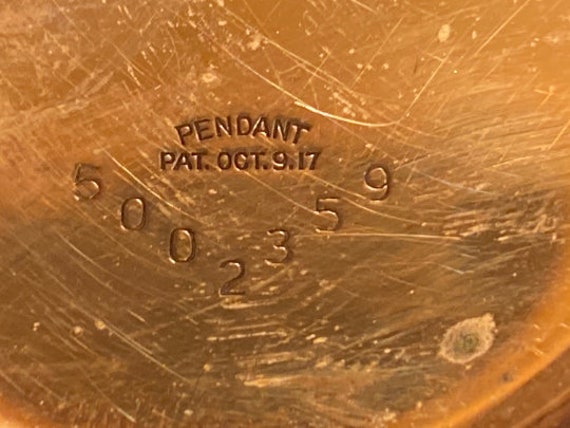 PENDANT
PAT. OCT. 9. 17
5002359